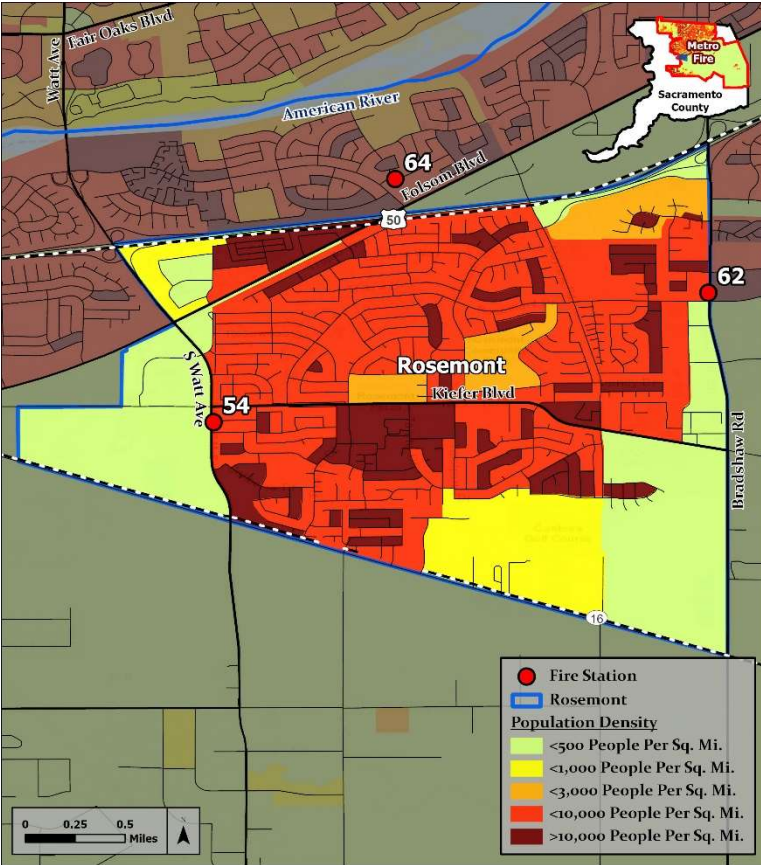 Watt Ave
Fair Oaks Blvd
American River
Metro
Fire
Sacramento
County
64
Folsom Blvd
50
62
Rosemont
S Watt Ave
54
Kiefer Blvd
Bradshaw Rd
16
Fire Station
Rosemont
Population Density
<500 People Per Sq. Mi.
<1,000 People Per Sq. Mi.
<3,000 People Per Sq. Mi.
<10,000 People Per Sq. Mi.
>10,000 People Per Sq. Mi.
0 0.25 0.5
Miles